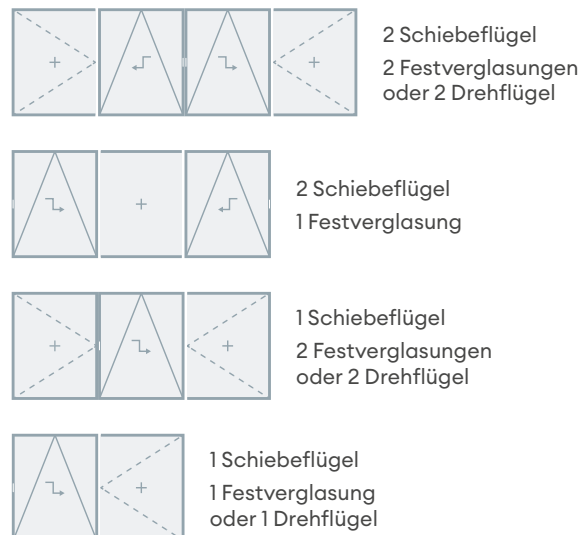 2 Schiebeflügel
2 Festverglasungen
oder 2 Drehflügel
2 Schiebeflügel
1 Festverglasung
1 Schiebeflügel
2 Festverglasungen
oder 2 Drehflügel
1 Schiebeflügel
1 Festverglasung
oder 1 Drehflügel